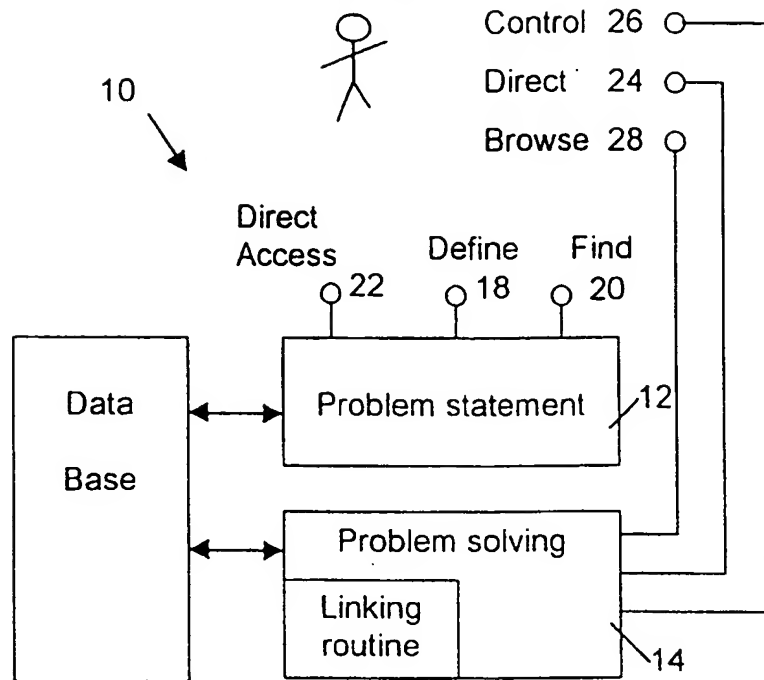 Control 26
Direct 24
10
Browse 28
Direct
Access
22
Define
18
Find
20
Data
Base
Problem statement
12
Problem solving
Linking
routine
14